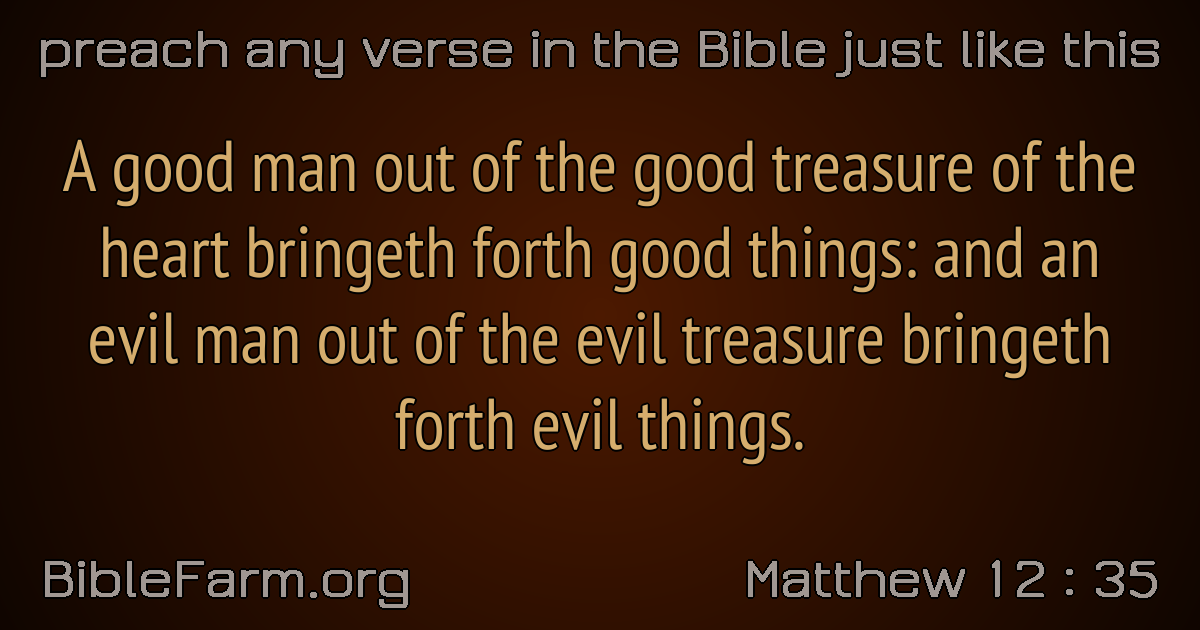 preach any verse in the Bible just like this
A good man out of the good treasure of the
heart bringeth forth good things: and an
evil man out of the evil treasure bringeth
forth evil things.
BibleFarm.org
Matthew 12 : 35